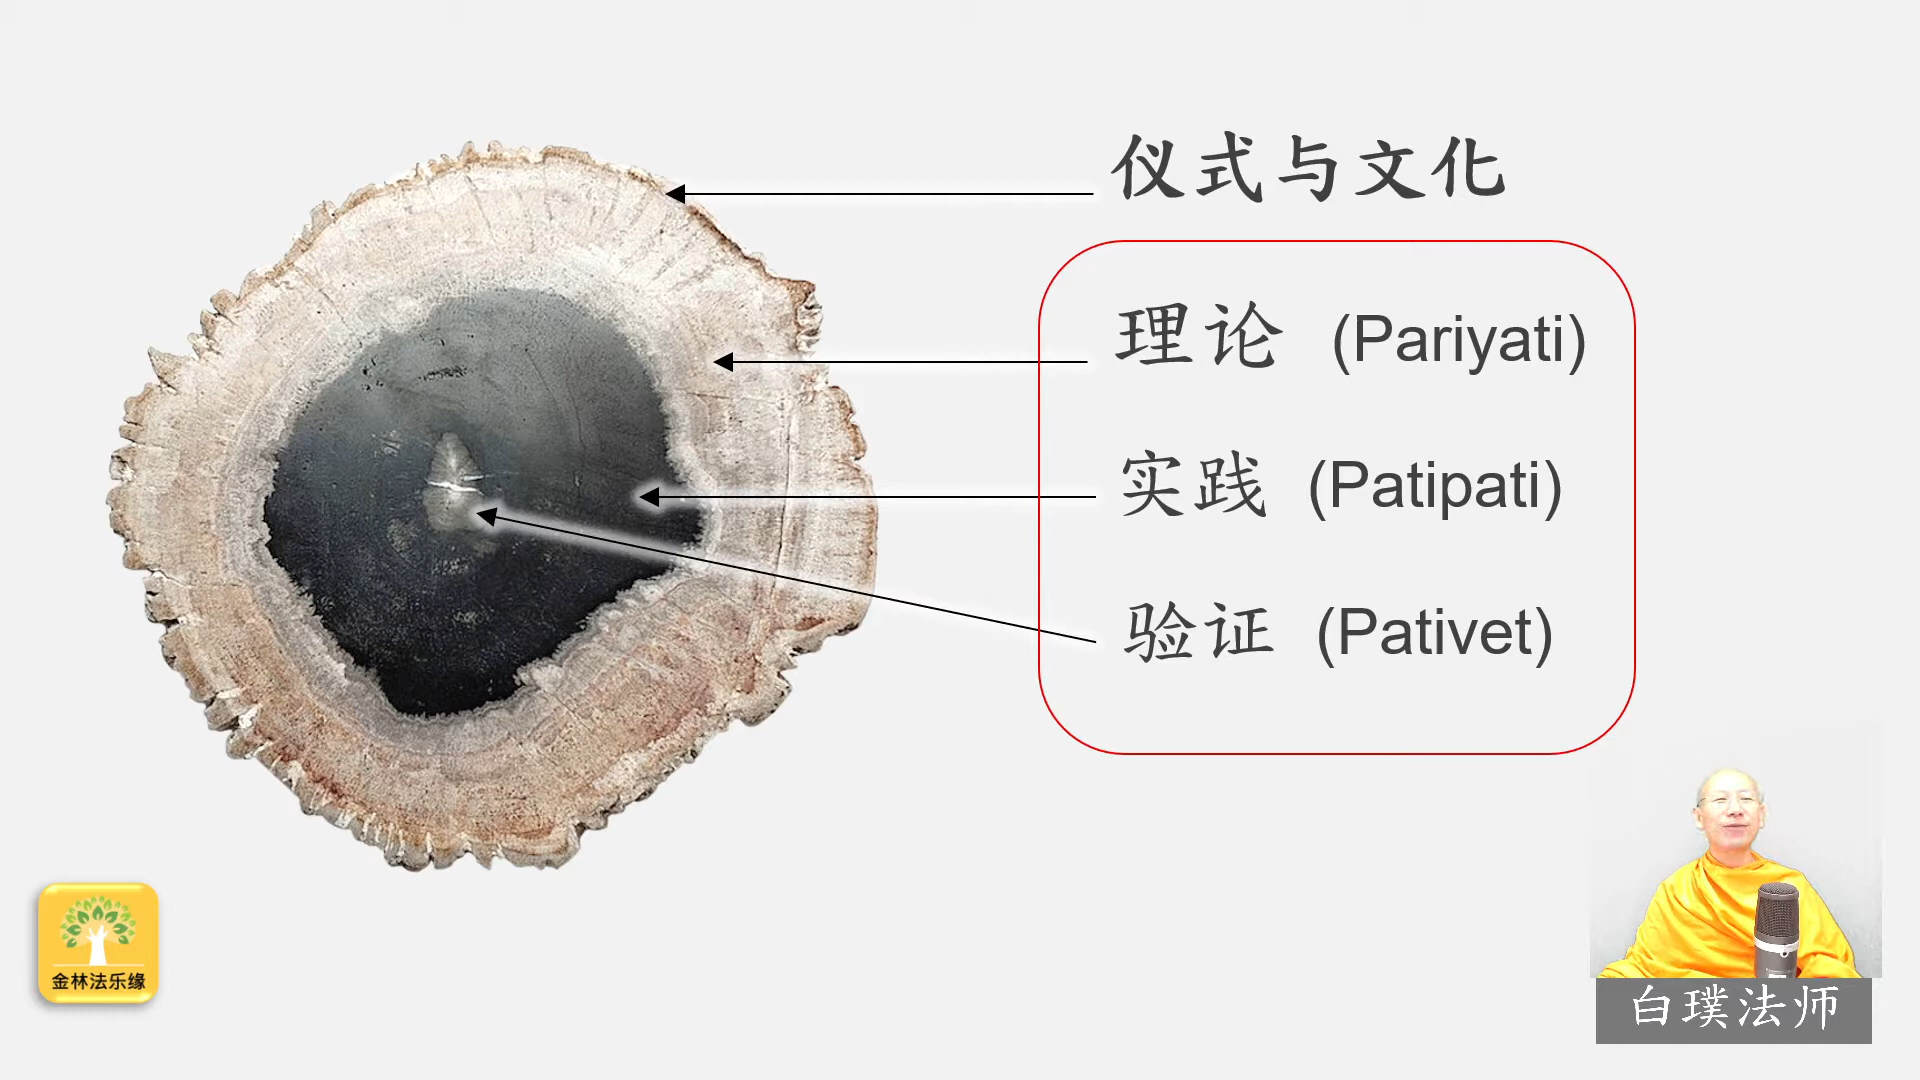 仪式与文化
理论 (Pariyati)
实践 (Patipati)
验证 (Pativet)
金林法乐缘
白璞法师